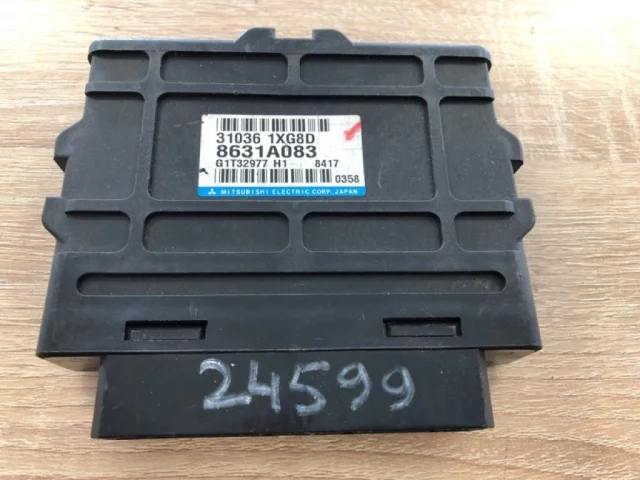 31036 1XG8D
8631A083
G1T32977 H1 8417
0358
MITSUBISHI ELECTRIC CORP., JAPAN
24599